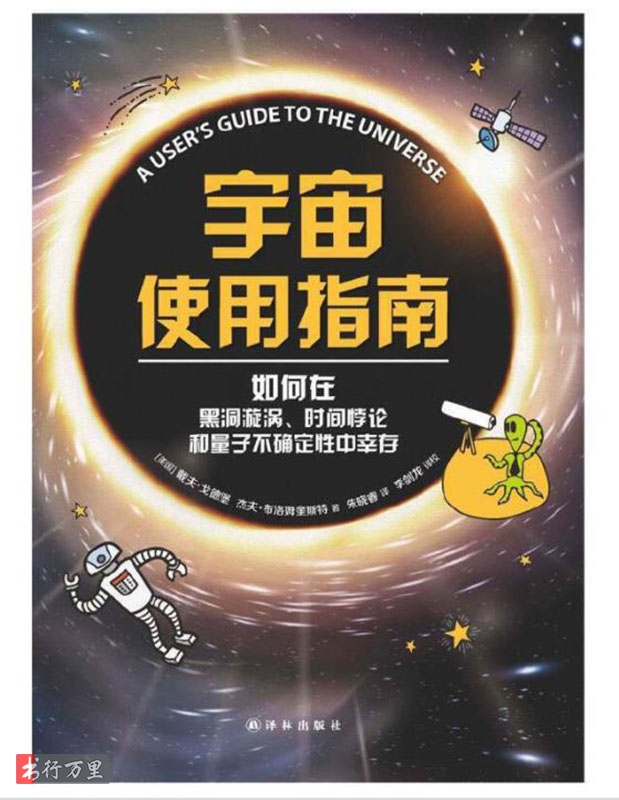 A USER'S GUIDE TO THE UNIVERSE
宇宙
使用指南
如何在
黑洞漩涡、时间悖论
和量子不确定性中幸存
[美国] 戴夫·戈德堡 杰夫·布洛姆奎斯特 著 朱晓睿 译 李剑龙 译校
译林出版社
书行万里